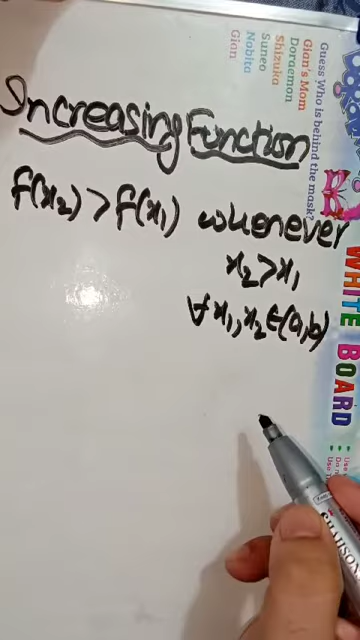 Increasing Function
f(x₂) > f(x₁) whenever
x₂ > x₁
∀ x₁, x₂ ∈ (a,b)
Guess Who is behind the mask?
Gian's Mom
Doraemon
Shizuka
Suneo
Nobita
Gian
WHITE BOARD